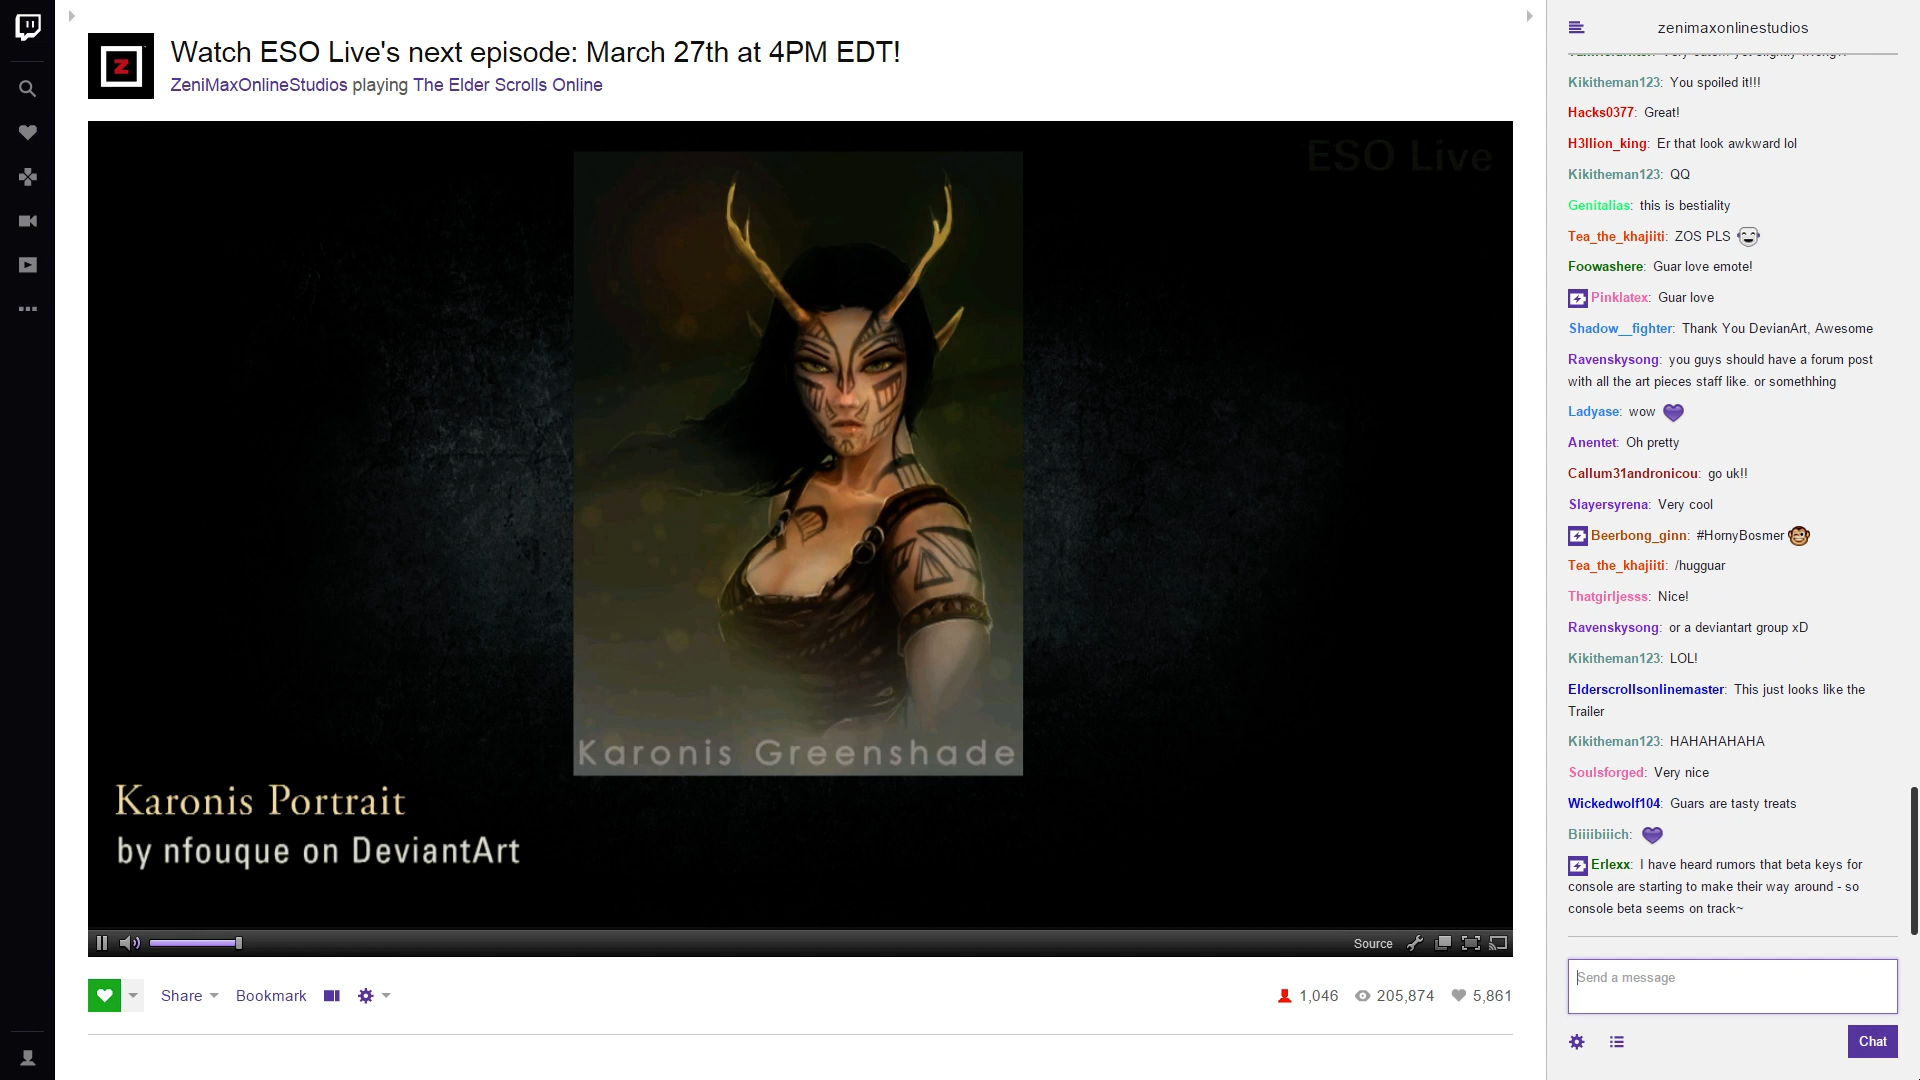 Watch ESO Live's next episode: March 27th at 4PM EDT!
ZeniMaxOnlineStudios playing The Elder Scrolls Online
ESO Live
Karonis Greenshade
Karonis Portrait
by nfouque on DeviantArt
Source
Share
Bookmark
1,046
205,874
5,861
zenimaxonlinestudios
Kikitheman123: You spoiled it!!!
Hacks0377: Great!
H3llion_king: Er that look awkward lol
Kikitheman123: QQ
Genitalias: this is bestiality
Tea_the_khajiiti: ZOS PLS
Foowashere: Guar love emote!
Pinklatex: Guar love
Shadow__fighter: Thank You DevianArt, Awesome
Ravenskysong: you guys should have a forum post
with all the art pieces staff like. or somethhing
Ladyase: wow
Anentet: Oh pretty
Callum31andronicou: go uk!!
Slayersyrena: Very cool
Beerbong_ginn: #HornyBosmer
Tea_the_khajiiti: /hugguar
Thatgirljesss: Nice!
Ravenskysong: or a deviantart group xD
Kikitheman123: LOL!
Elderscrollsonlinemaster: This just looks like the
Trailer
Kikitheman123: HAHAHAHAHA
Soulsforged: Very nice
Wickedwolf104: Guars are tasty treats
Biiiibiiich:
Erlexx: I have heard rumors that beta keys for
console are starting to make their way around - so
console beta seems on track~
Send a message
Chat